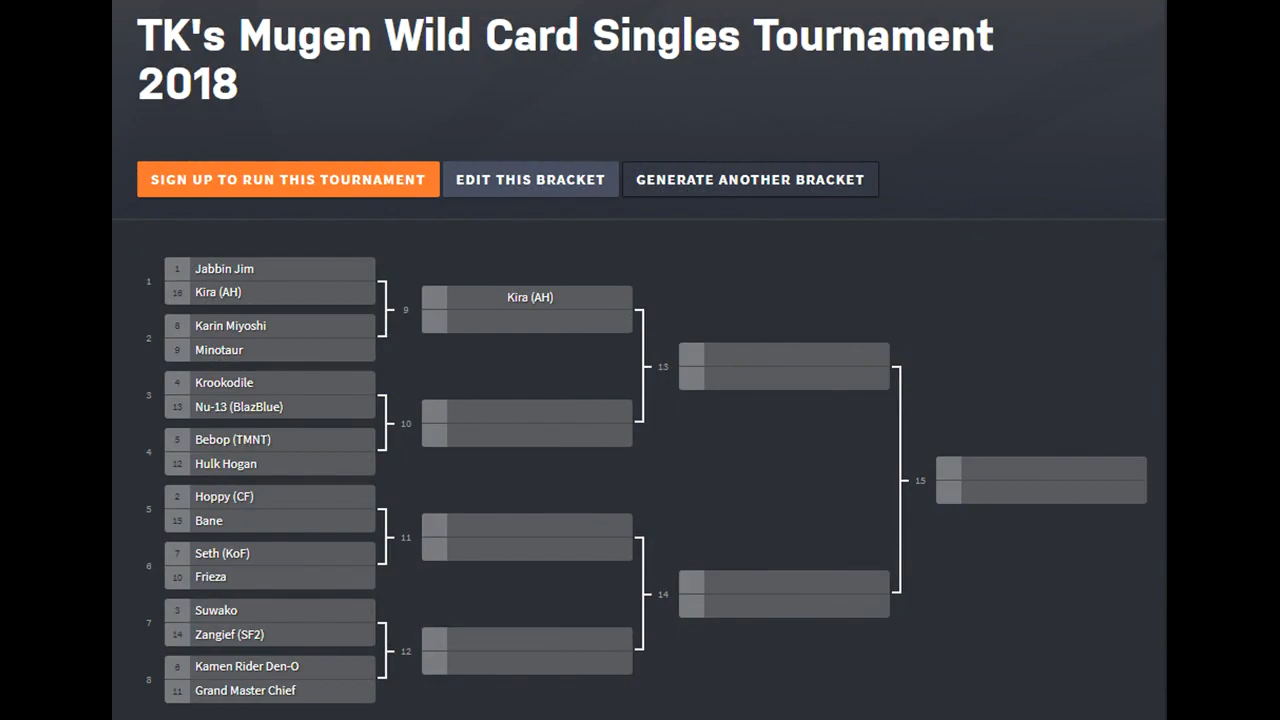 TK's Mugen Wild Card Singles Tournament
2018
SIGN UP TO RUN THIS TOURNAMENT
EDIT THIS BRACKET
GENERATE ANOTHER BRACKET
1
1 Jabbin Jim
16 Kira (AH)
2
8 Karin Miyoshi
9 Minotaur
3
4 Krookodile
13 Nu-13 (BlazBlue)
4
5 Bebop (TMNT)
12 Hulk Hogan
5
2 Hoppy (CF)
15 Bane
6
7 Seth (KoF)
10 Frieza
7
3 Suwako
14 Zangief (SF2)
8
6 Kamen Rider Den-O
11 Grand Master Chief
9
Kira (AH)
10
11
12
13
14
15